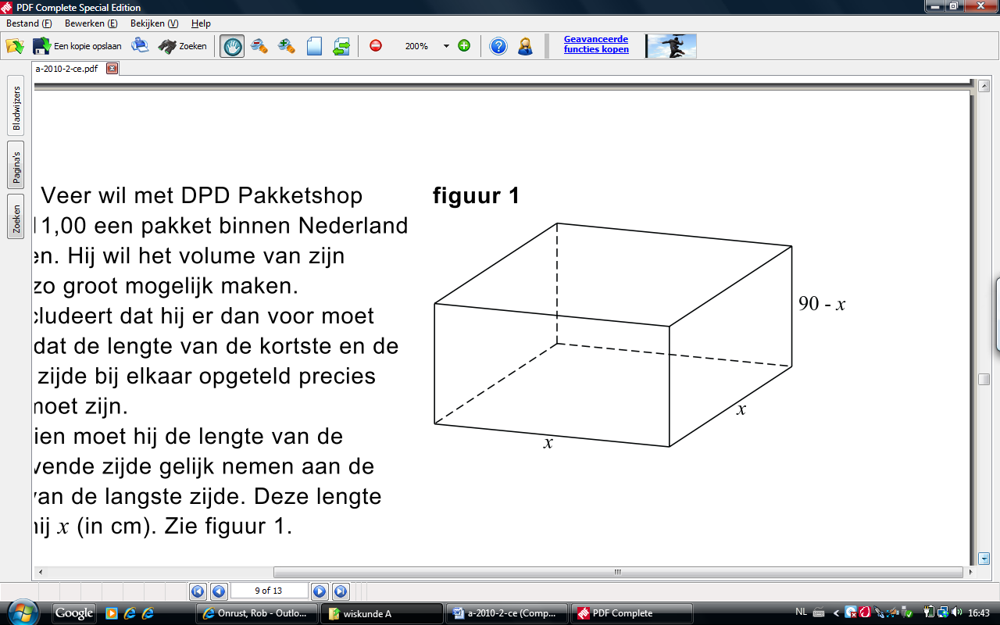 PDF Complete Special Edition
Bestand (F) Bewerken (E) Bekijken (V) Help
Een kopie opslaan Zoeken 200% Geavanceerde
functies kopen
a-2010-2-ce.pdf
Bladwijzers
Pagina's
Zoeken
Veer wil met DPD Pakketshop
11,00 een pakket binnen Nederland
en. Hij wil het volume van zijn
zo groot mogelijk maken.
cludeert dat hij er dan voor moet
dat de lengte van de kortste en de
zijde bij elkaar opgeteld precies
moet zijn.
ien moet hij de lengte van de
vende zijde gelijk nemen aan de
van de langste zijde. Deze lengte
hij x (in cm). Zie figuur 1.
figuur 1
90 - x
x
x
9 of 13
Google Onrust, Rob - Outlo... wiskunde A a-2010-2-ce (Comp... PDF Complete NL 16:43